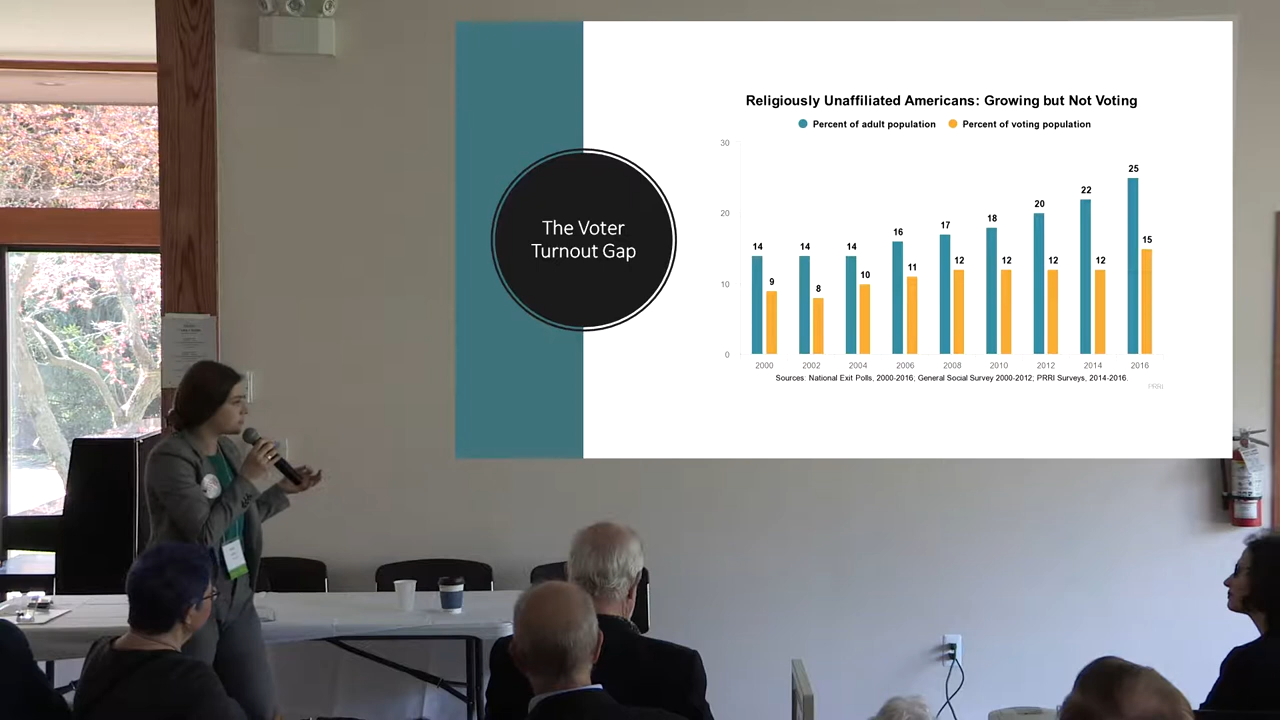 Religiously Unaffiliated Americans: Growing but Not Voting
Percent of adult population Percent of voting population
The Voter
Turnout Gap
30
20
10
0
14 9 14 8 14 10 16 11 17 12 18 12 20 12 22 12 25 15
2000 2002 2004 2006 2008 2010 2012 2014 2016
Sources: National Exit Polls, 2000-2016; General Social Survey 2000-2012; PRRI Surveys, 2014-2016.
PRRI